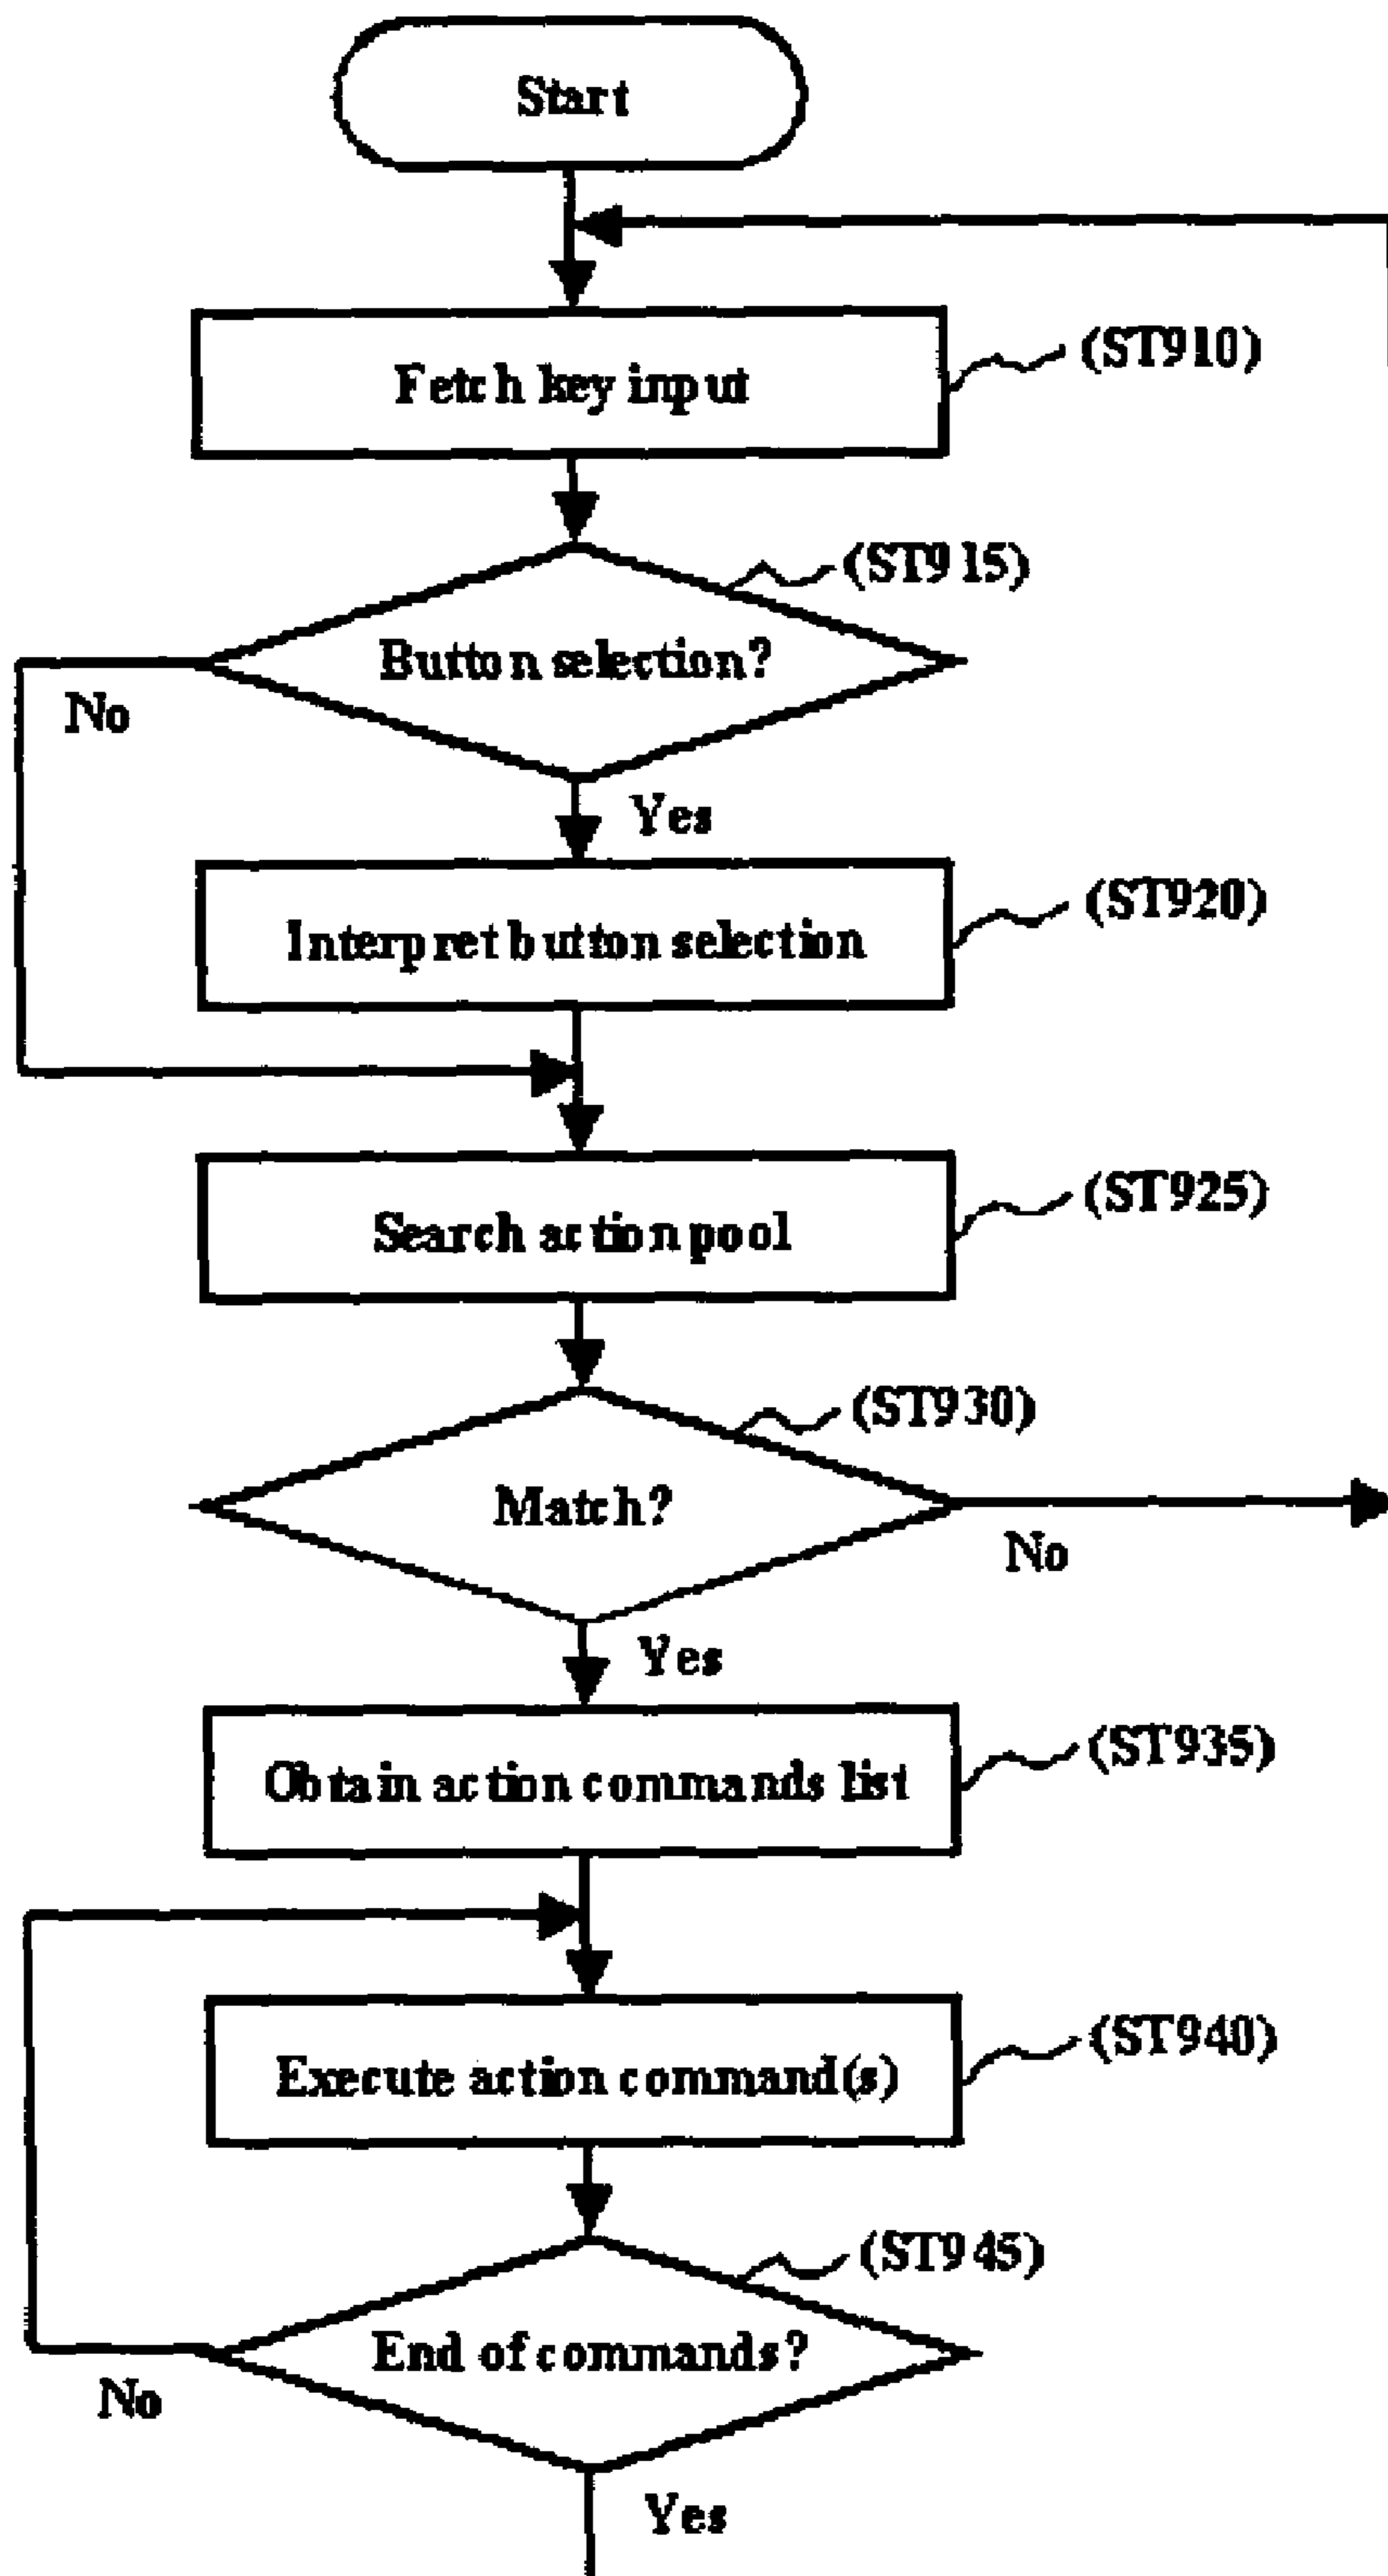 Start
Fetch key input
(ST910)
(ST915)
Button selection?
No
Yes
Interpret button selection
(ST920)
Search action pool
(ST925)
(ST930)
Match?
No
Yes
Obtain action commands list
(ST935)
Execute action command(s)
(ST940)
(ST945)
End of commands?
No
Yes